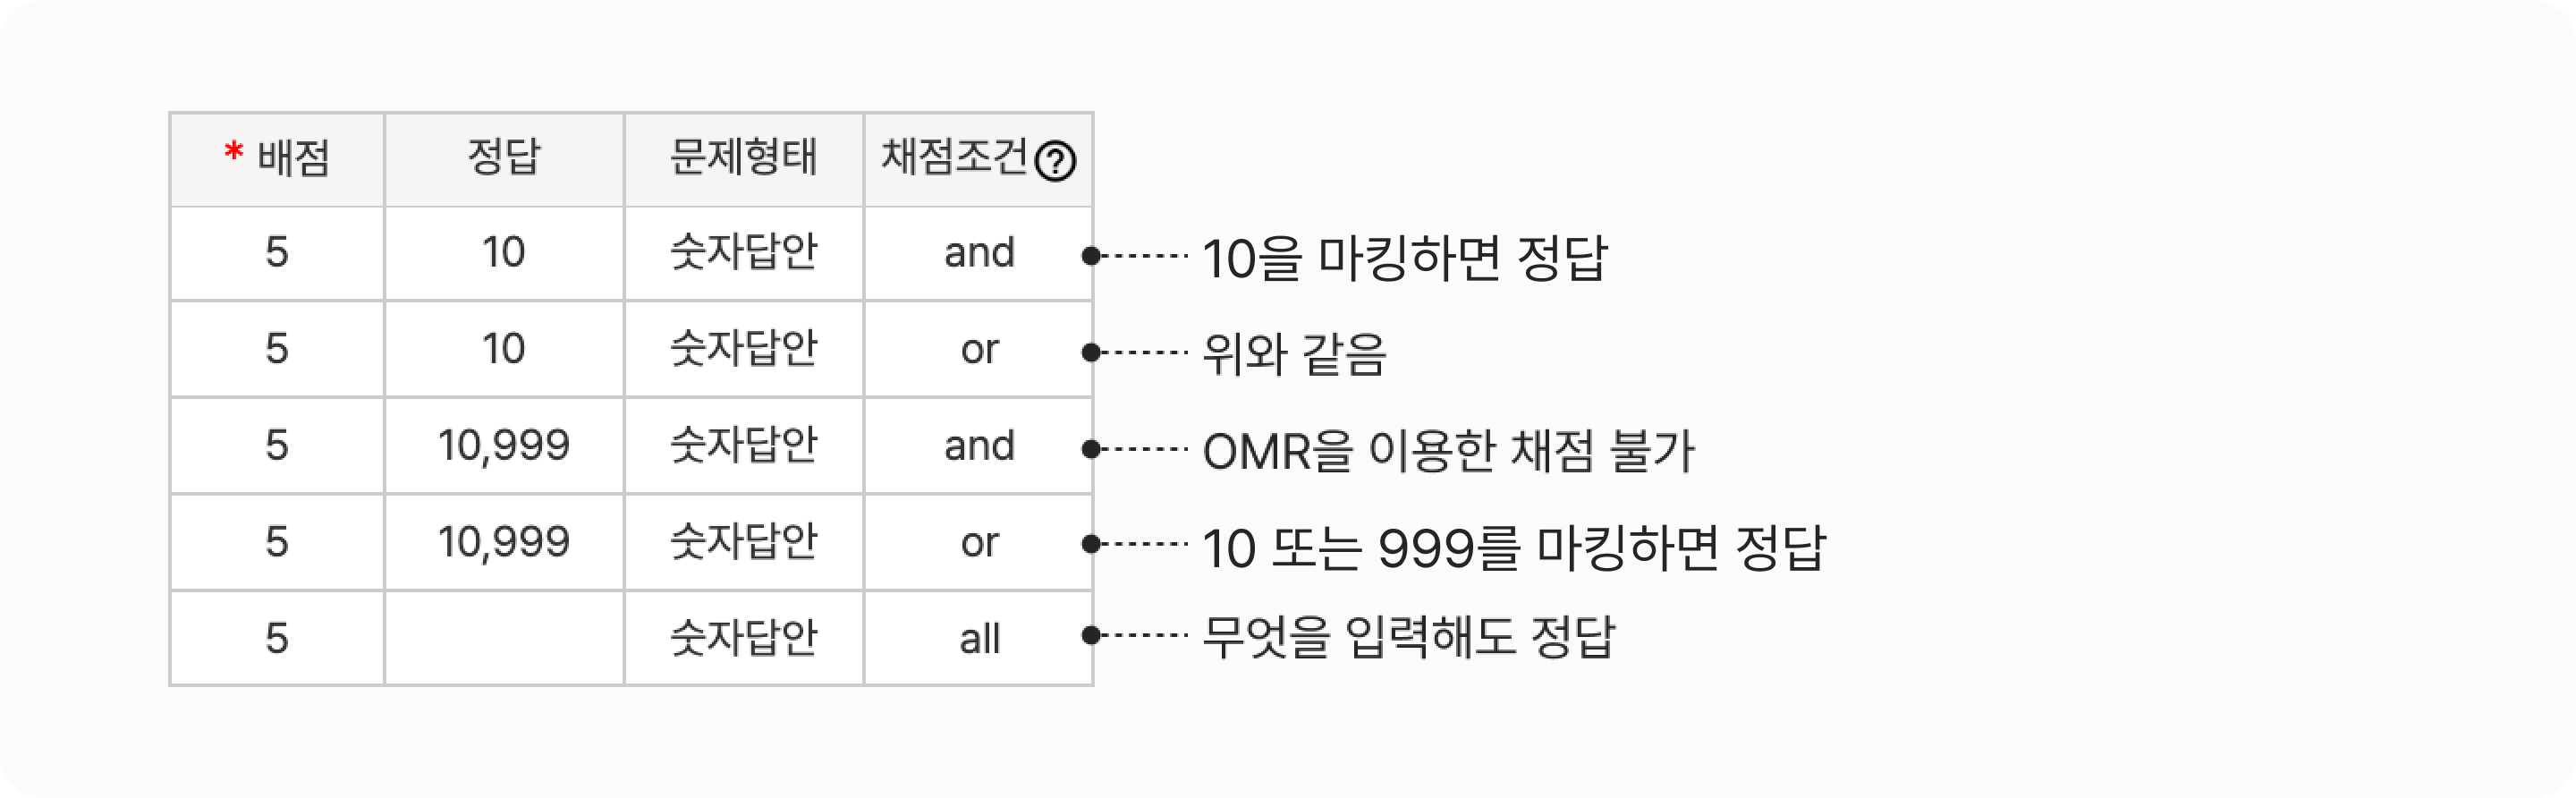 * 배점 정답 문제형태 채점조건?
5 10 숫자답안 and 10을 마킹하면 정답
5 10 숫자답안 or 위와 같음
5 10,999 숫자답안 and OMR을 이용한 채점 불가
5 10,999 숫자답안 or 10 또는 999를 마킹하면 정답
5 숫자답안 all 무엇을 입력해도 정답